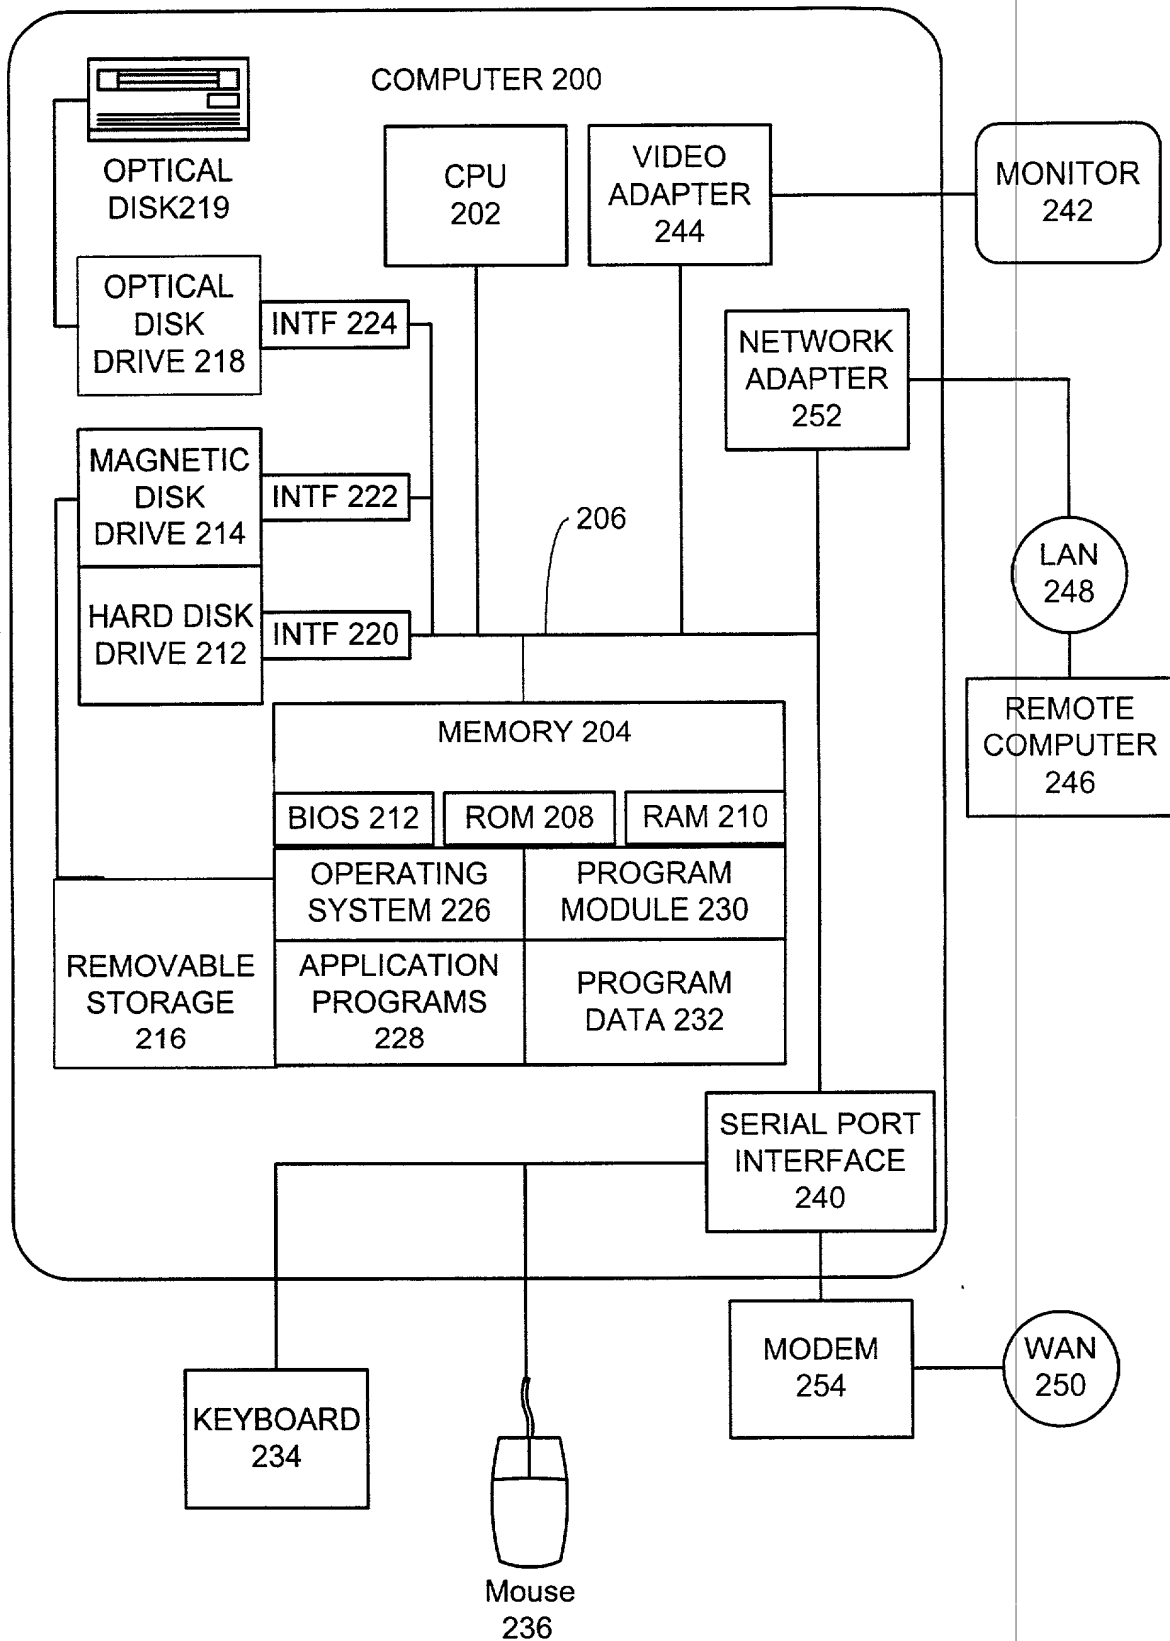 COMPUTER 200
OPTICAL
DISK219
CPU
202
VIDEO
ADAPTER
244
MONITOR
242
OPTICAL
DISK
DRIVE 218
INTF 224
NETWORK
ADAPTER
252
MAGNETIC
DISK
DRIVE 214
INTF 222
206
LAN
248
HARD DISK
DRIVE 212
INTF 220
REMOTE
COMPUTER
246
MEMORY 204
BIOS 212
ROM 208
RAM 210
OPERATING
SYSTEM 226
PROGRAM
MODULE 230
REMOVABLE
STORAGE
216
APPLICATION
PROGRAMS
228
PROGRAM
DATA 232
SERIAL PORT
INTERFACE
240
MODEM
254
WAN
250
KEYBOARD
234
Mouse
236